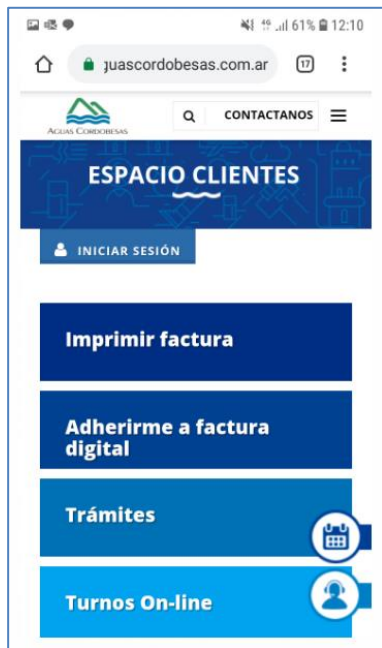 61% 12:10
guascordobesas.com.ar 17
AGUAS CORDOBESAS
CONTACTANOS
ESPACIO CLIENTES
INICIAR SESIÓN
Imprimir factura
Adherirme a factura
digital
Trámites
Turnos On-line